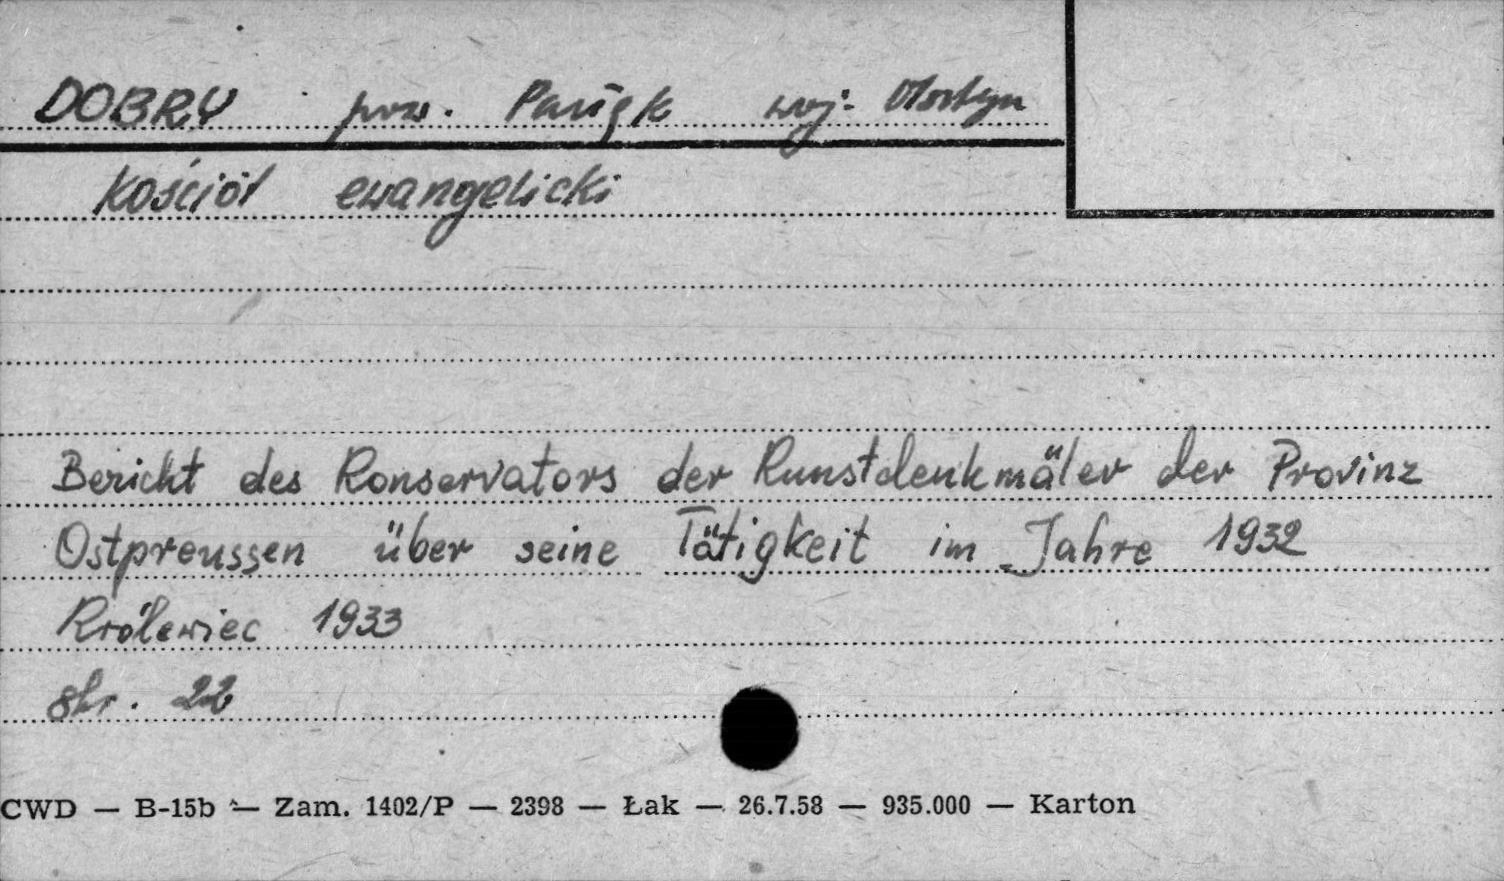 DOBRY pow. Pasłęk woj. Olsztyn
Kościół ewangelicki
Bericht des Konservators der Kunstdenkmäler der Provinz
Ostpreussen über seine Tätigkeit im Jahre 1932
Królewiec 1933
str. 22
CWD — B-15b — Zam. 1402/P — 2398 — Łak — 26.7.58 — 935.000 — Karton